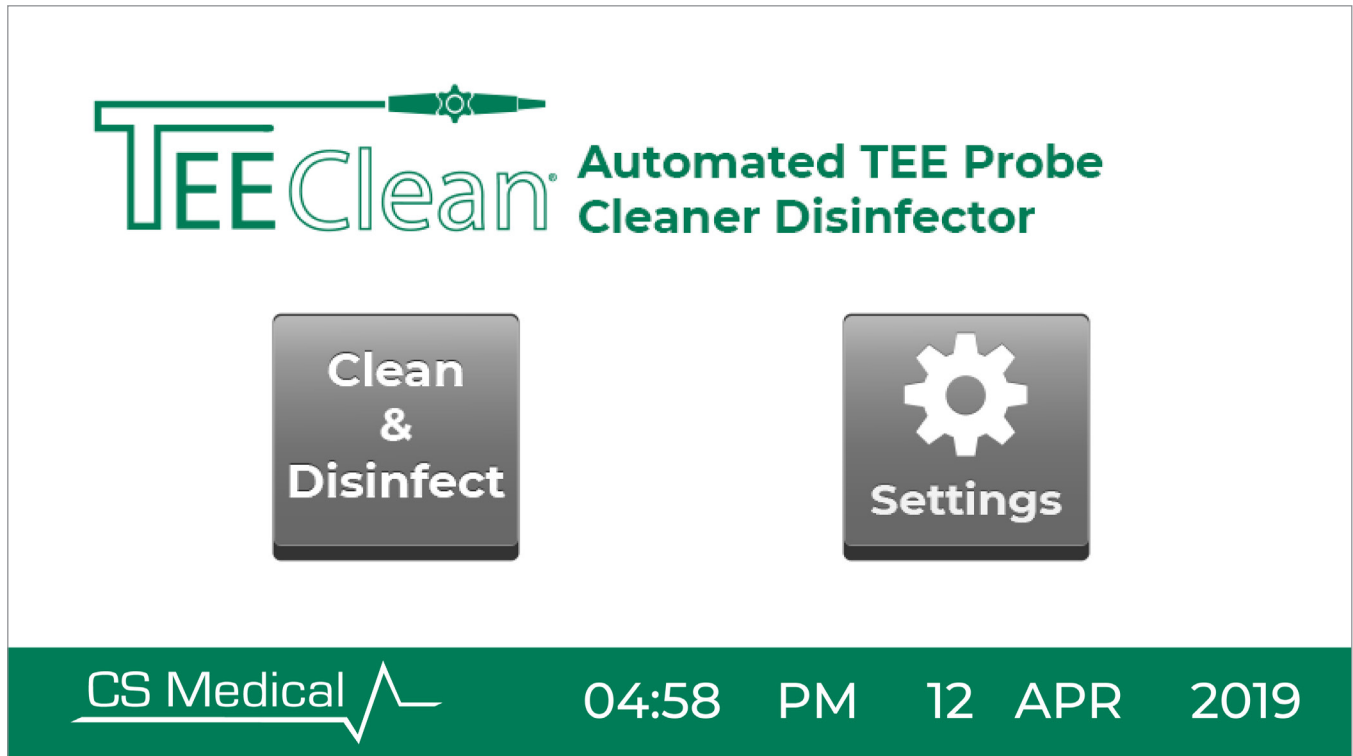 TEEClean®
Automated TEE Probe
Cleaner Disinfector
Clean
&
Disinfect
Settings
CS Medical
04:58 PM 12 APR 2019